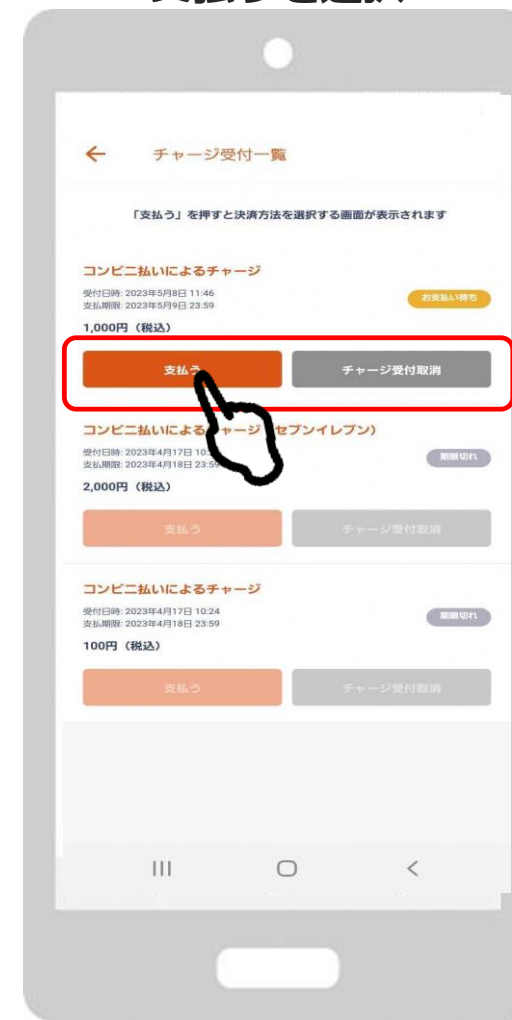 チャージ受付一覧
「支払う」を押すと決済方法を選択する画面が表示されます
コンビニ払いによるチャージ
受付日時: 2023年5月8日 11:46
お支払い待ち
支払期限: 2023年5月9日 23:59
1,000円（税込）
支払う
チャージ受付取消
コンビニ払いによる ャージ セブンイレブン）
受付日時: 2023年4月17日 10:
期限切れ
支払期限: 2023年4月18日 23:59
2,000円（税込）
支払う
チャージ受付取消
コンビニ払いによるチャージ
受付日時: 2023年4月17日 10:24
期限切れ
支払期限: 2023年4月18日 23:59
100円（税込）
支払う
チャージ受付取消